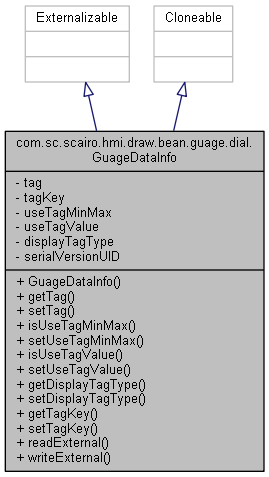 Externalizable
Cloneable
com.sc.scairo.hmi.draw.bean.guage.dial.
GuageDataInfo
- tag
- tagKey
- useTagMinMax
- useTagValue
- displayTagType
- serialVersionUID
+ GuageDataInfo()
+ getTag()
+ setTag()
+ isUseTagMinMax()
+ setUseTagMinMax()
+ isUseTagValue()
+ setUseTagValue()
+ getDisplayTagType()
+ setDisplayTagType()
+ getTagKey()
+ setTagKey()
+ readExternal()
+ writeExternal()